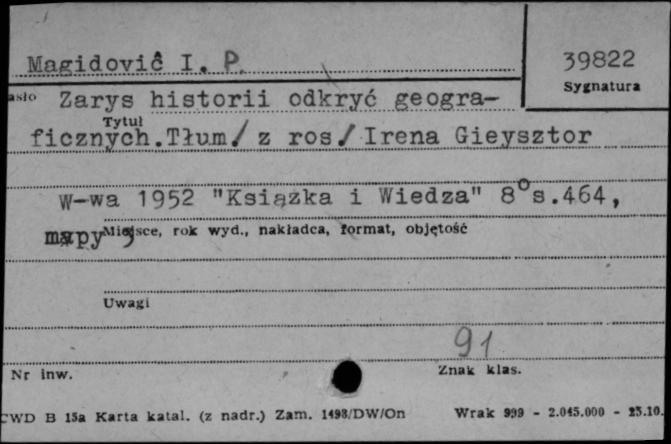 Magidovič I. P.
39822
Sygnatura
asło Zarys historii odkryć geogra-
Tytuł
ficznych.Tłum/ z ros/ Irena Gieysztor
W-wa 1952 "Książka i Wiedza" 8° s.464,
mapy
Miejsce, rok wyd., nakładca, format, objętość
Uwagi
91
Nr inw.
Znak klas.
CWD B 15a Karta katal. (z nadr.) Zam. 1498/DW/On Wrak 999 - 2.045.000 - 25.10.